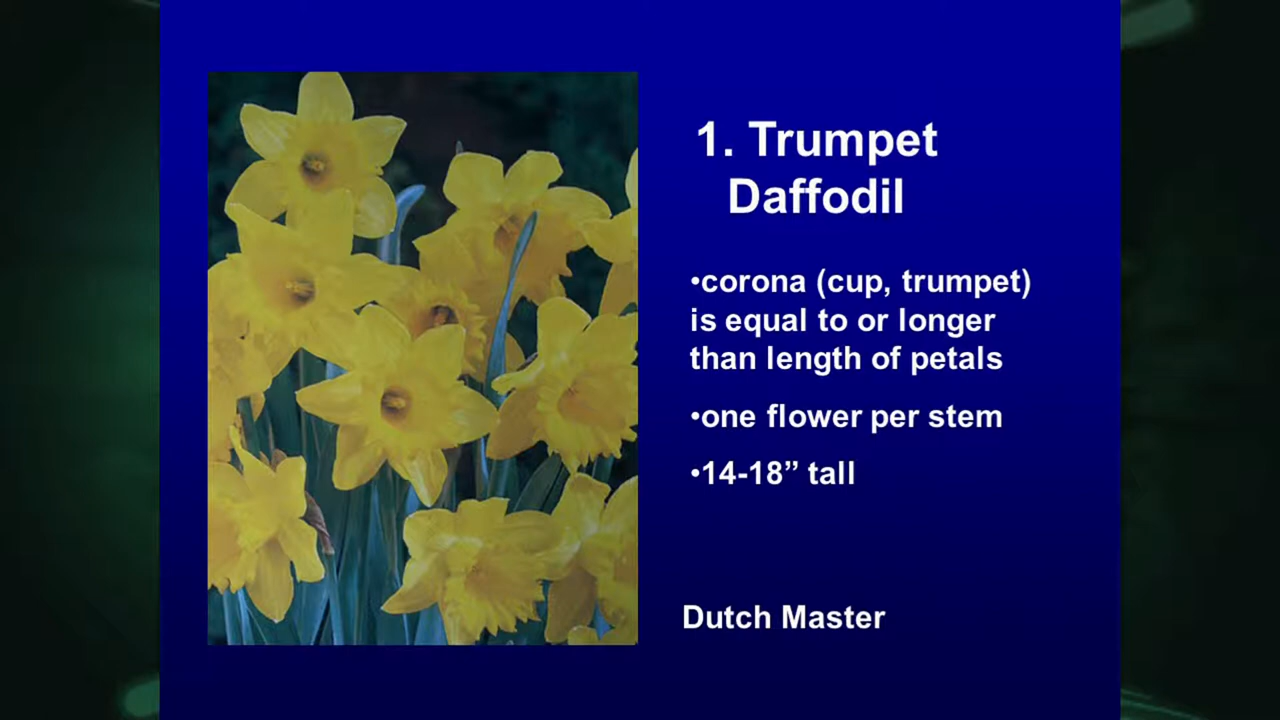 1. Trumpet
Daffodil
•corona (cup, trumpet)
is equal to or longer
than length of petals
•one flower per stem
•14-18” tall
Dutch Master